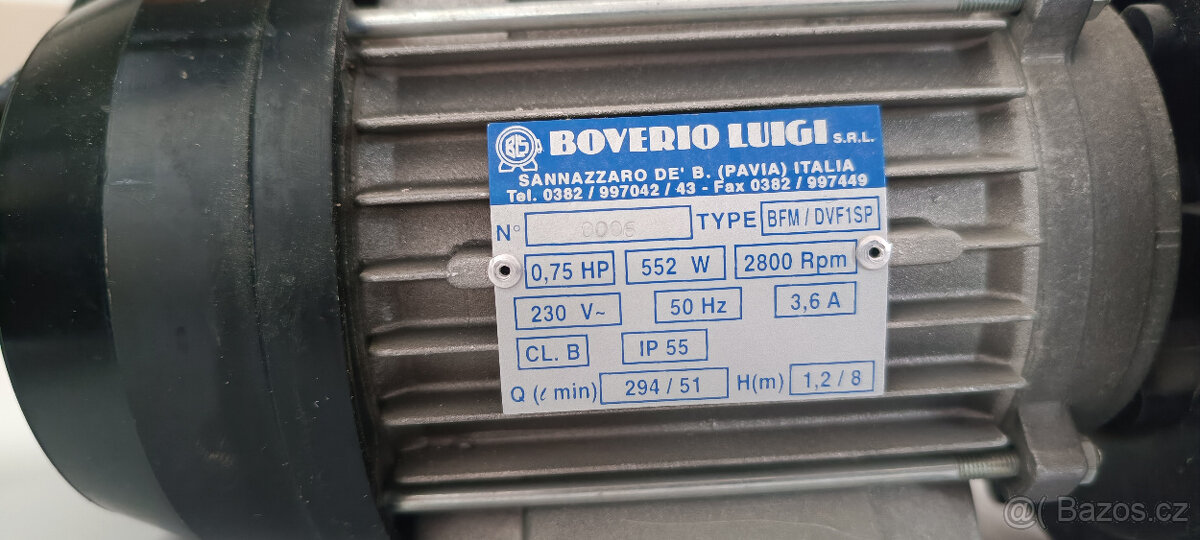 BOVERIO LUIGI S.R.L.
SANNAZZARO DE' B. (PAVIA) ITALIA
Tel. 0382 / 997042 / 43 - Fax 0382 / 997449
N° 0006 TYPE BFM / DVF1SP
0,75 HP 552 W 2800 Rpm
230 V~ 50 Hz 3,6 A
CL. B IP 55
Q (ℓ min) 294 / 51 H(m) 1,2 / 8
@( Bazos.cz